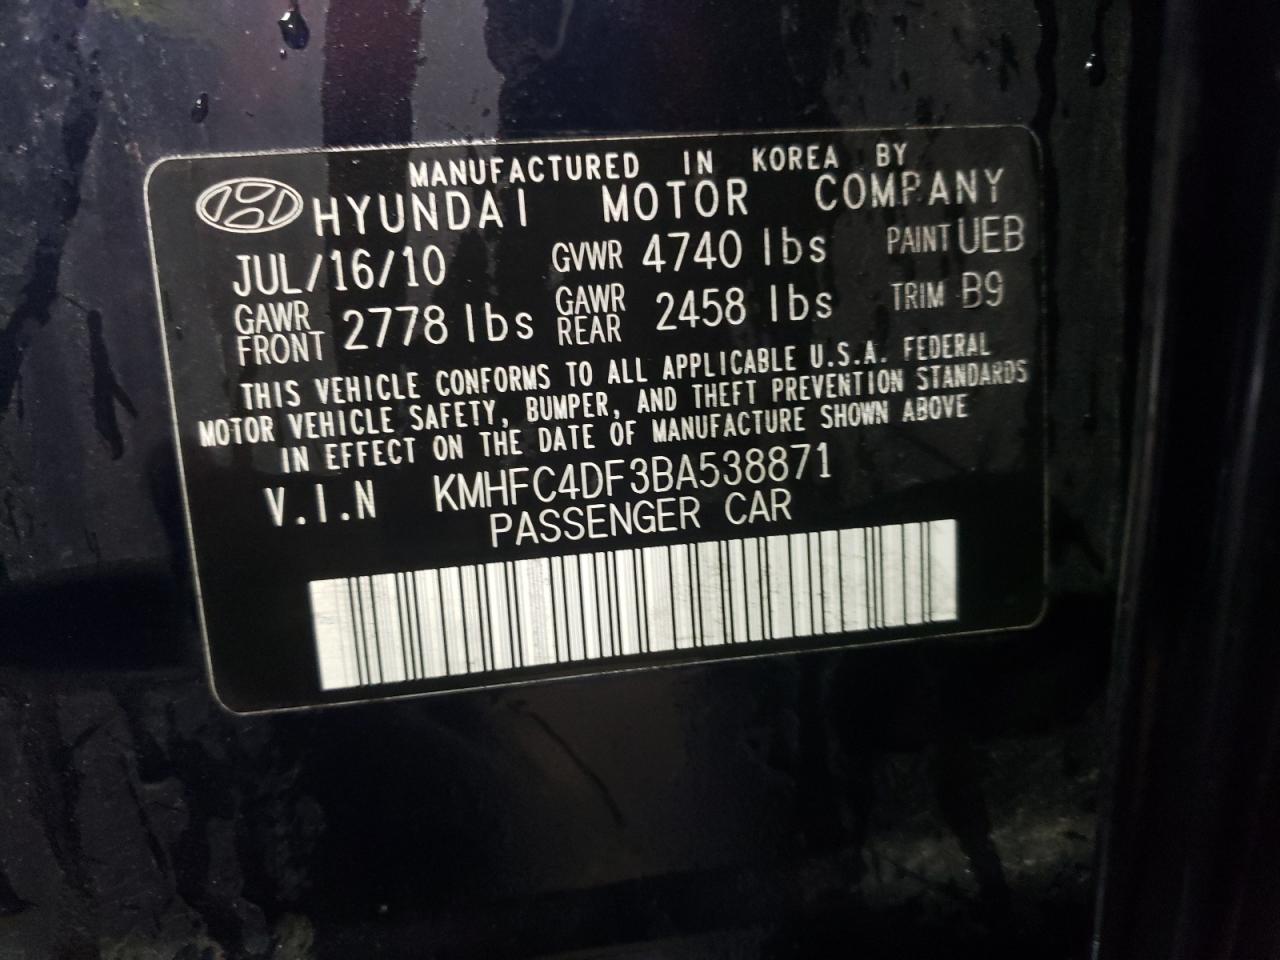 MANUFACTURED IN KOREA BY
HYUNDAI MOTOR COMPANY
JUL/16/10 GVWR 4740 lbs PAINT UEB
GAWR FRONT 2778 lbs GAWR REAR 2458 lbs TRIM B9
THIS VEHICLE CONFORMS TO ALL APPLICABLE U.S.A. FEDERAL
MOTOR VEHICLE SAFETY, BUMPER, AND THEFT PREVENTION STANDARDS
IN EFFECT ON THE DATE OF MANUFACTURE SHOWN ABOVE
V.I.N KMHFC4DF3BA538871
PASSENGER CAR